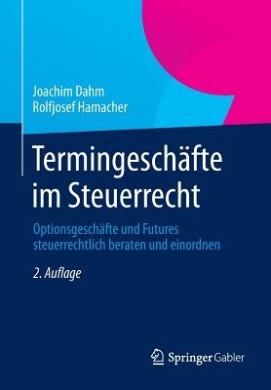 Joachim Dahm
Rolfjosef Hamacher
Termingeschäfte
im Steuerrecht
Optionsgeschäfte und Futures
steuerrechtlich beraten und einordnen
2. Auflage
Springer Gabler